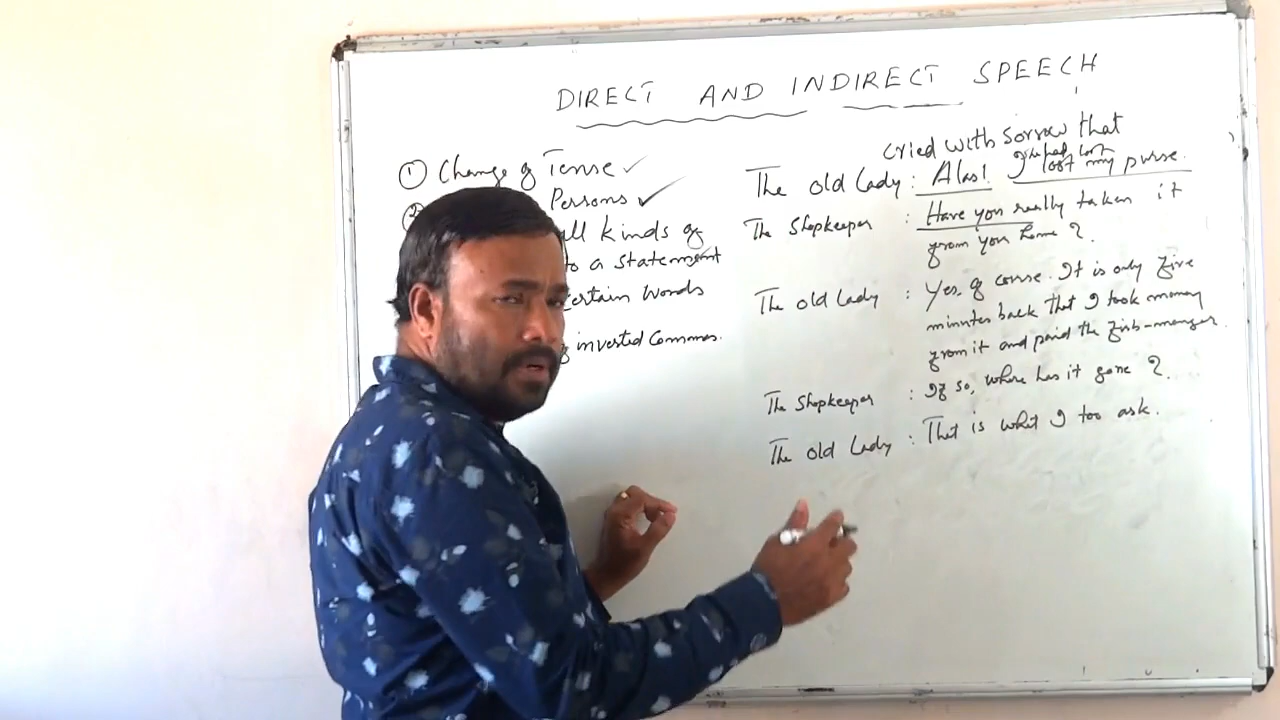 DIRECT AND INDIRECT SPEECH
① Change of Tense ✓
② Persons ✓
all kinds of
to a statement
certain words
inverted commas.
cried with sorrow that
had lost
The old Lady : Alas! I lost my purse.
The Shopkeeper : Have you really taken it
from your home ?
The old Lady : Yes, of course. It is only five
minutes back that I took money
from it and paid the
The Shopkeeper : If so, where has it gone ?
The old Lady : That is what I too ask.